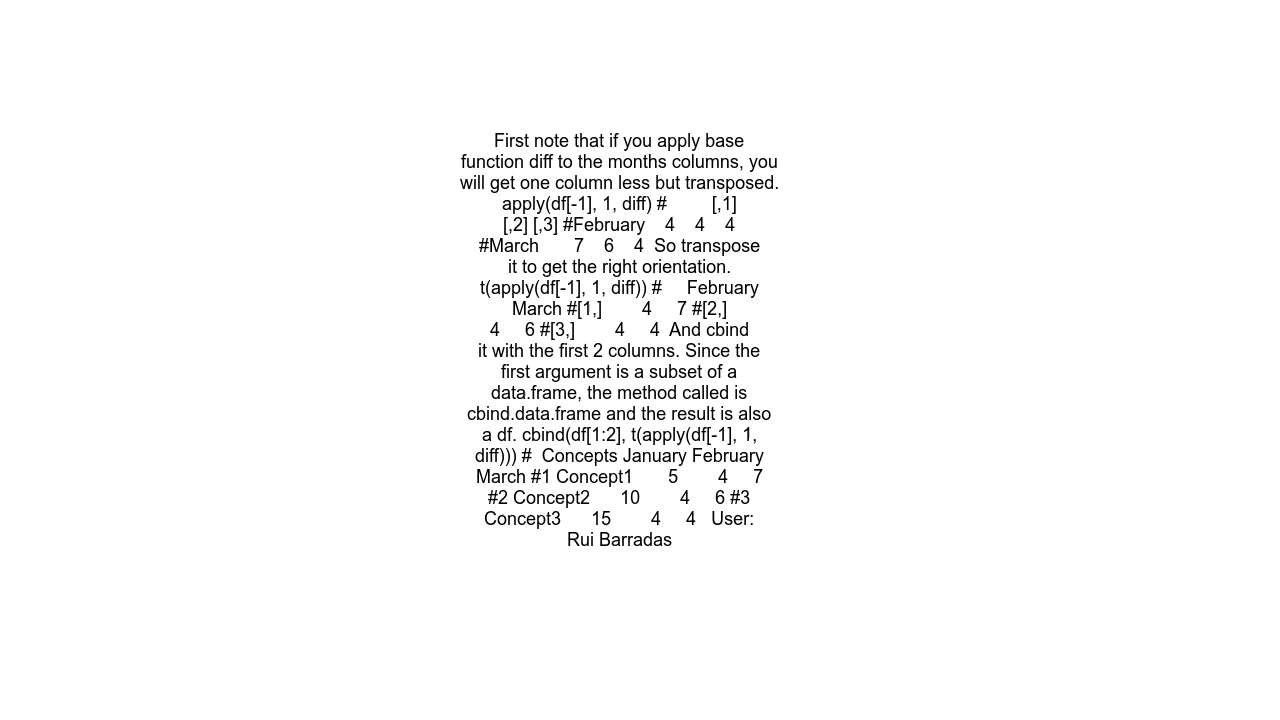 First note that if you apply base
function diff to the months columns, you
will get one column less but transposed.
apply(df[-1], 1, diff) #         [,1]
[,2] [,3] #February    4    4    4
#March       7    6    4  So transpose
it to get the right orientation.
t(apply(df[-1], 1, diff)) #     February
March #[1,]        4     7 #[2,]
4     6 #[3,]        4     4  And cbind
it with the first 2 columns. Since the
first argument is a subset of a
data.frame, the method called is
cbind.data.frame and the result is also
a df. cbind(df[1:2], t(apply(df[-1], 1,
diff))) #  Concepts January February
March #1 Concept1       5        4     7
#2 Concept2      10        4     6 #3
Concept3      15        4     4   User:
Rui Barradas